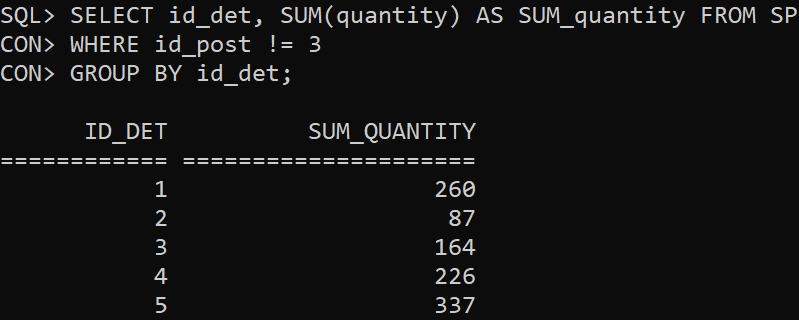 SQL> SELECT id_det, SUM(quantity) AS SUM_quantity FROM SP
CON> WHERE id_post != 3
CON> GROUP BY id_det;
ID_DET SUM_QUANTITY
============ =====================
1 260
2 87
3 164
4 226
5 337